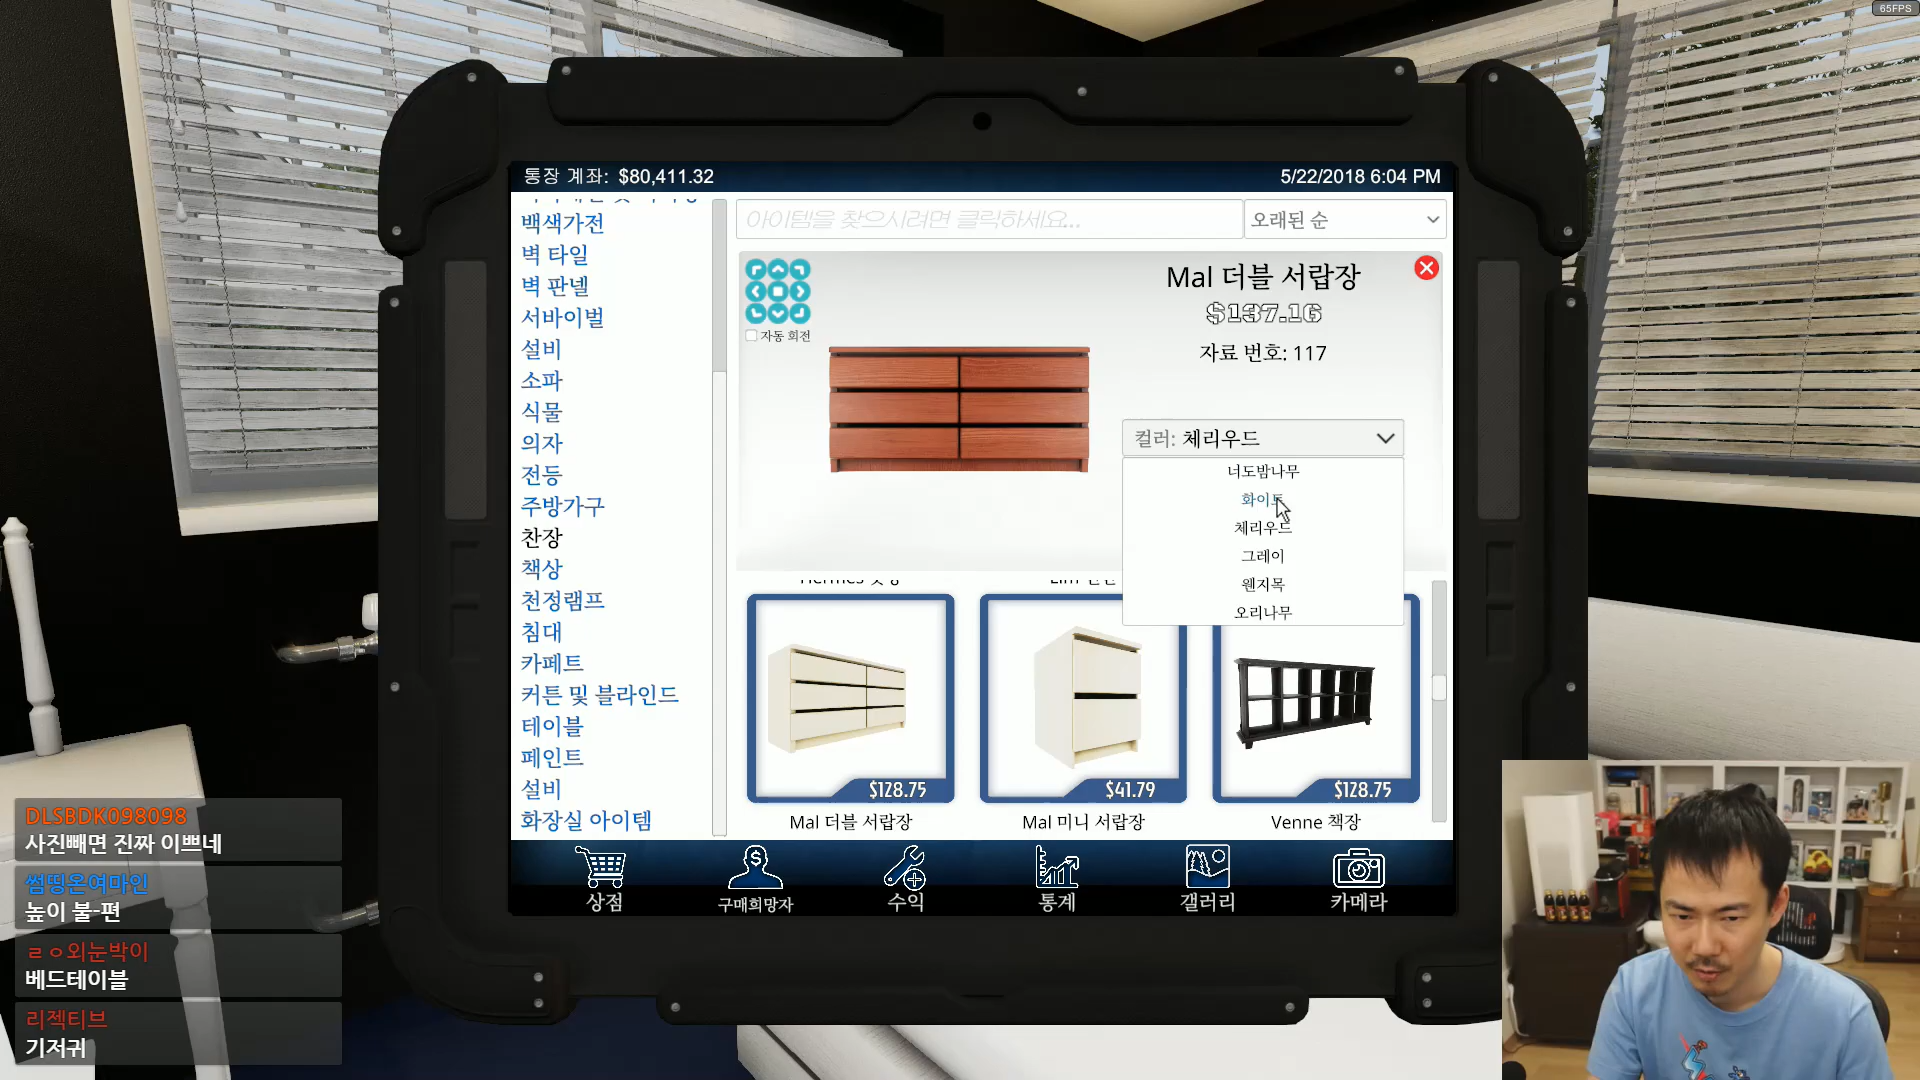 65FPS
통장 계좌: $80,411.32
5/22/2018 6:04 PM
백색가전
벽 타일
벽 판넬
서바이벌
설비
소파
식물
의자
전등
주방가구
찬장
책상
천정램프
침대
카페트
커튼 및 블라인드
테이블
페인트
설비
화장실 아이템
아이템을 찾으시려면 클릭하세요...
오래된 순
자동 회전
Mal 더블 서랍장
$137.16
자료 번호: 117
컬러: 체리우드
너도밤나무
화이트
체리우드
그레이
웬지목
오리나무
$128.75
Mal 더블 서랍장
$41.79
Mal 미니 서랍장
$128.75
Venne 책장
상점
구매희망자
수익
통계
갤러리
카메라
DLSBDK098098
사진빼면 진짜 이쁘네
썸띵온여마인
높이 불-편
ㄹㅇ외눈박이
베드테이블
리젝티브
기저귀